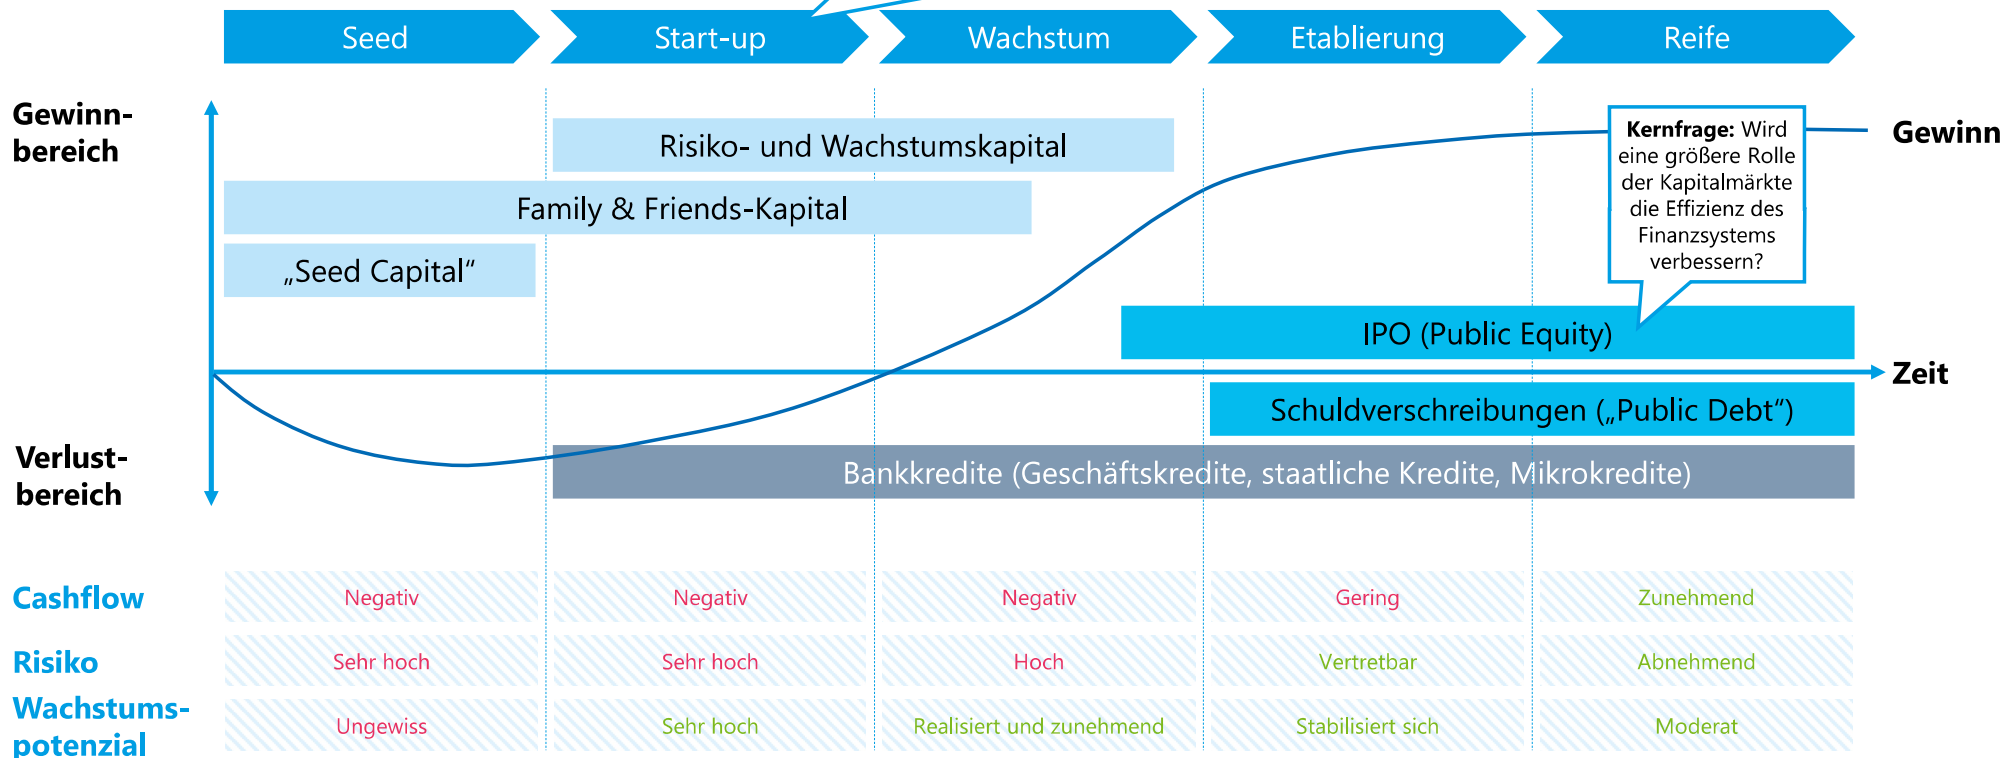 Seed
Start-up
Wachstum
Etablierung
Reife
Gewinn-
bereich
Risiko- und Wachstumskapital
Family & Friends-Kapital
„Seed Capital“
Kernfrage: Wird
eine größere Rolle
der Kapitalmärkte
die Effizienz des
Finanzsystems
verbessern?
Gewinn
IPO (Public Equity)
Zeit
Schuldverschreibungen („Public Debt“)
Verlust-
bereich
Bankkredite (Geschäftskredite, staatliche Kredite, Mikrokredite)
Cashflow
Negativ
Negativ
Negativ
Gering
Zunehmend
Risiko
Sehr hoch
Sehr hoch
Hoch
Vertretbar
Abnehmend
Wachstums-
potenzial
Ungewiss
Sehr hoch
Realisiert und zunehmend
Stabilisiert sich
Moderat